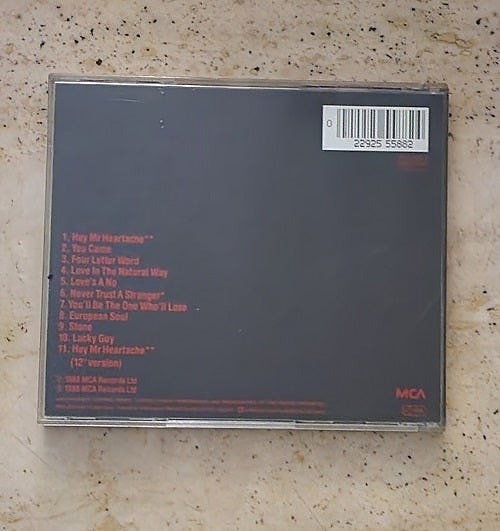 0
22925 55882
1. Hey Mr Heartache**
2. You Came
3. Four Letter Word
4. Love In The Natural Way
5. Love's A No
6. Never Trust A Stranger*
7. You'll Be The One Who'll Lose
8. European Soul
9. Stone
10. Lucky Guy
11. Hey Mr Heartache**
(12" version)
1988 MCA Records Ltd
1988 MCA Records Ltd
MCA